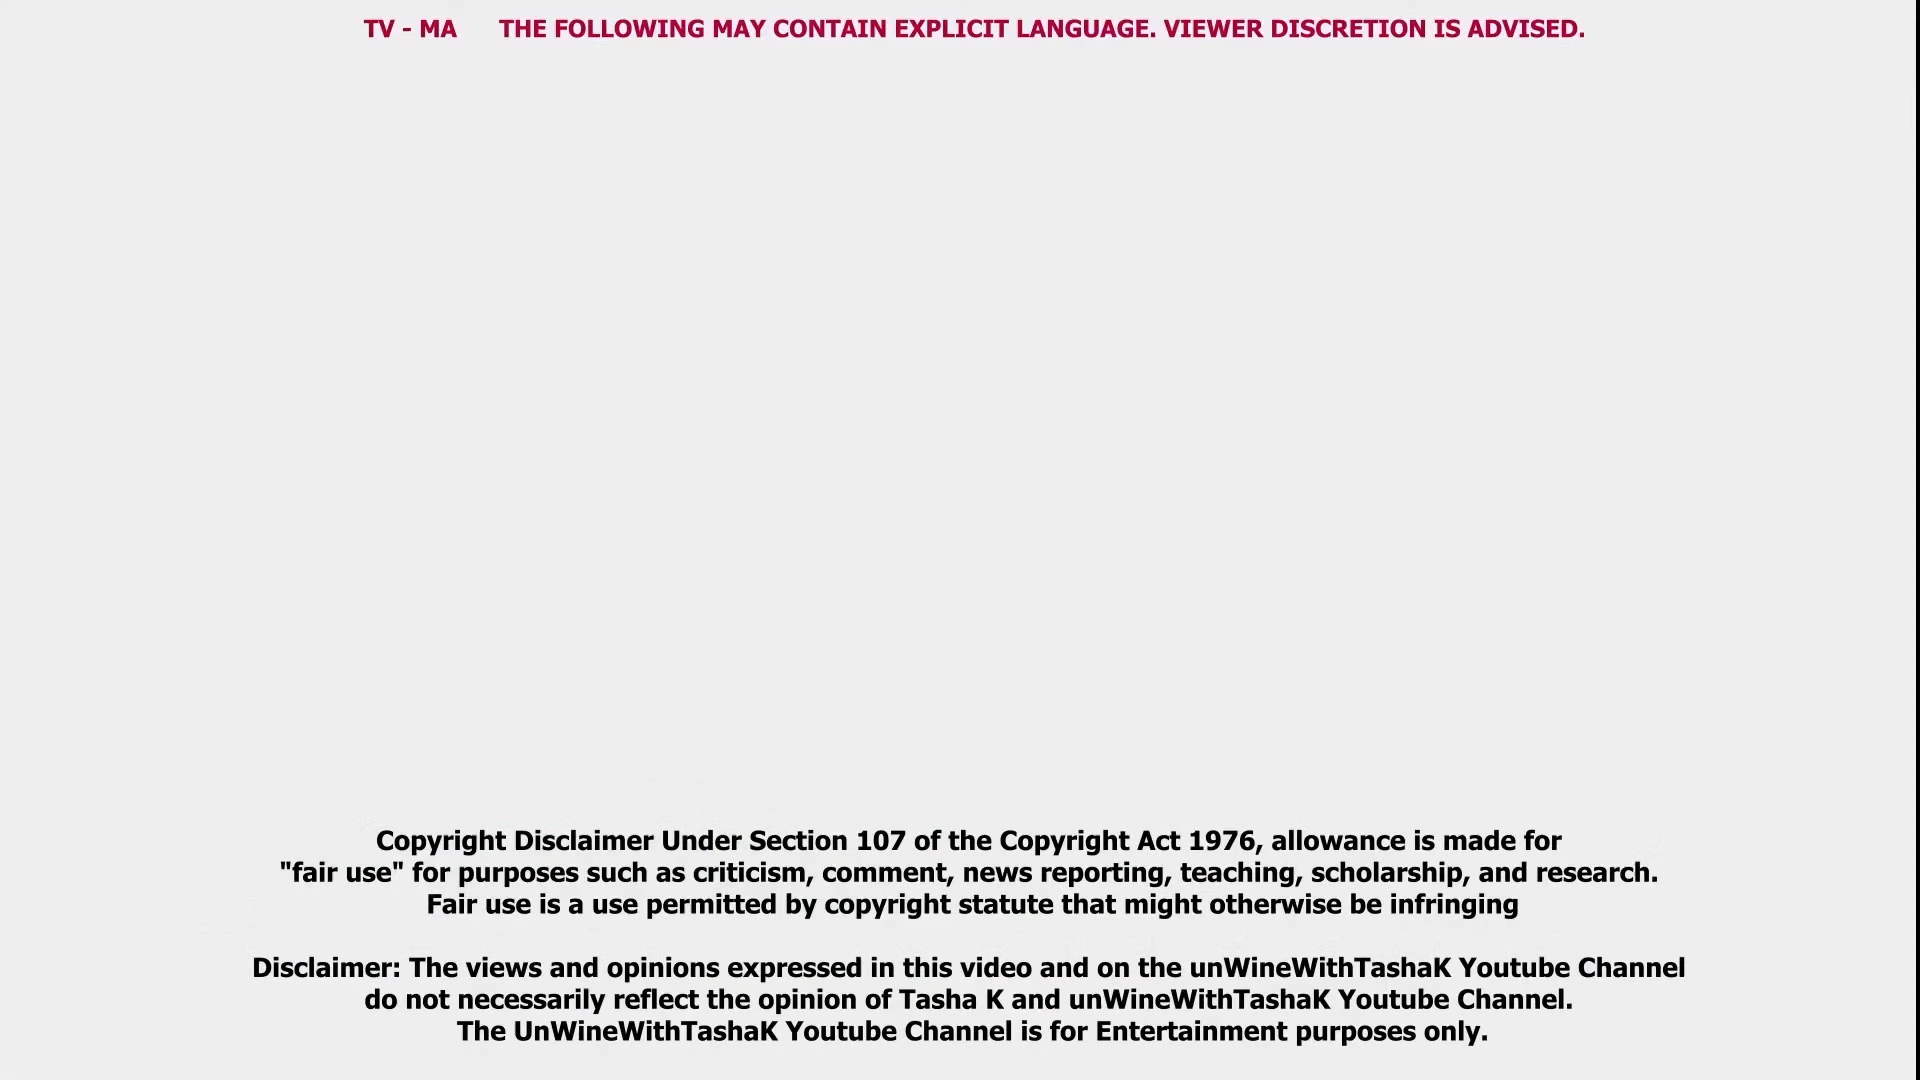 TV - MA THE FOLLOWING MAY CONTAIN EXPLICIT LANGUAGE. VIEWER DISCRETION IS ADVISED.
Copyright Disclaimer Under Section 107 of the Copyright Act 1976, allowance is made for
"fair use" for purposes such as criticism, comment, news reporting, teaching, scholarship, and research.
Fair use is a use permitted by copyright statute that might otherwise be infringing
Disclaimer: The views and opinions expressed in this video and on the unWineWithTashaK Youtube Channel
do not necessarily reflect the opinion of Tasha K and unWineWithTashaK Youtube Channel.
The UnWineWithTashaK Youtube Channel is for Entertainment purposes only.